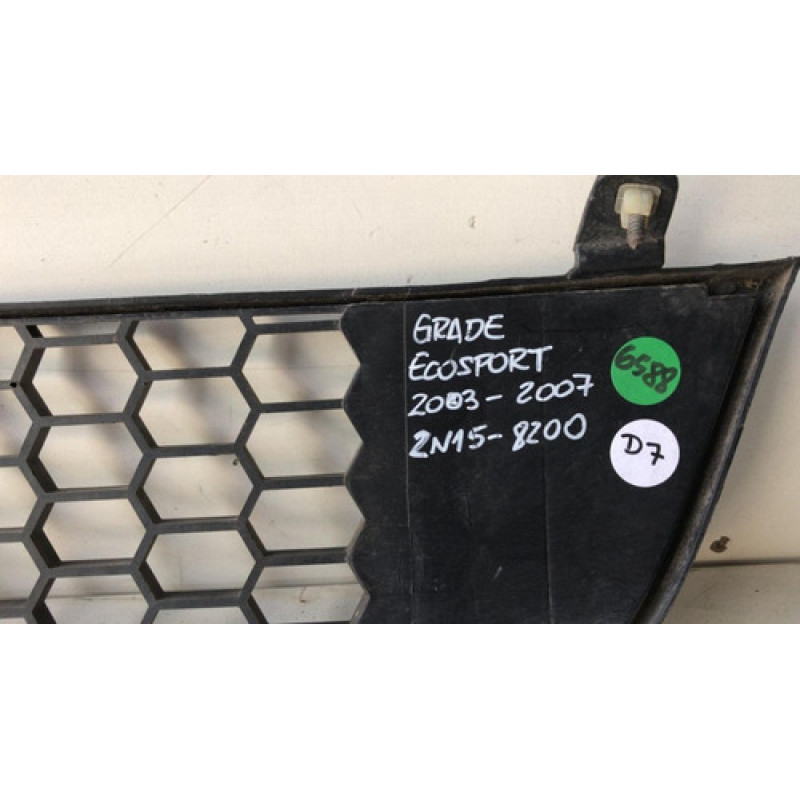 GRADE
ECOSPORT
2003-2007
2N15-8200
6588
D7